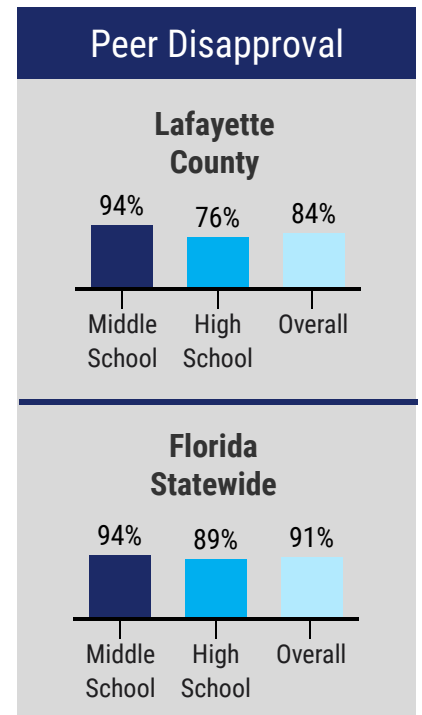 Peer Disapproval
Lafayette
County
94%
76%
84%
Middle
School
High
School
Overall
Florida
Statewide
94%
89%
91%
Middle
School
High
School
Overall